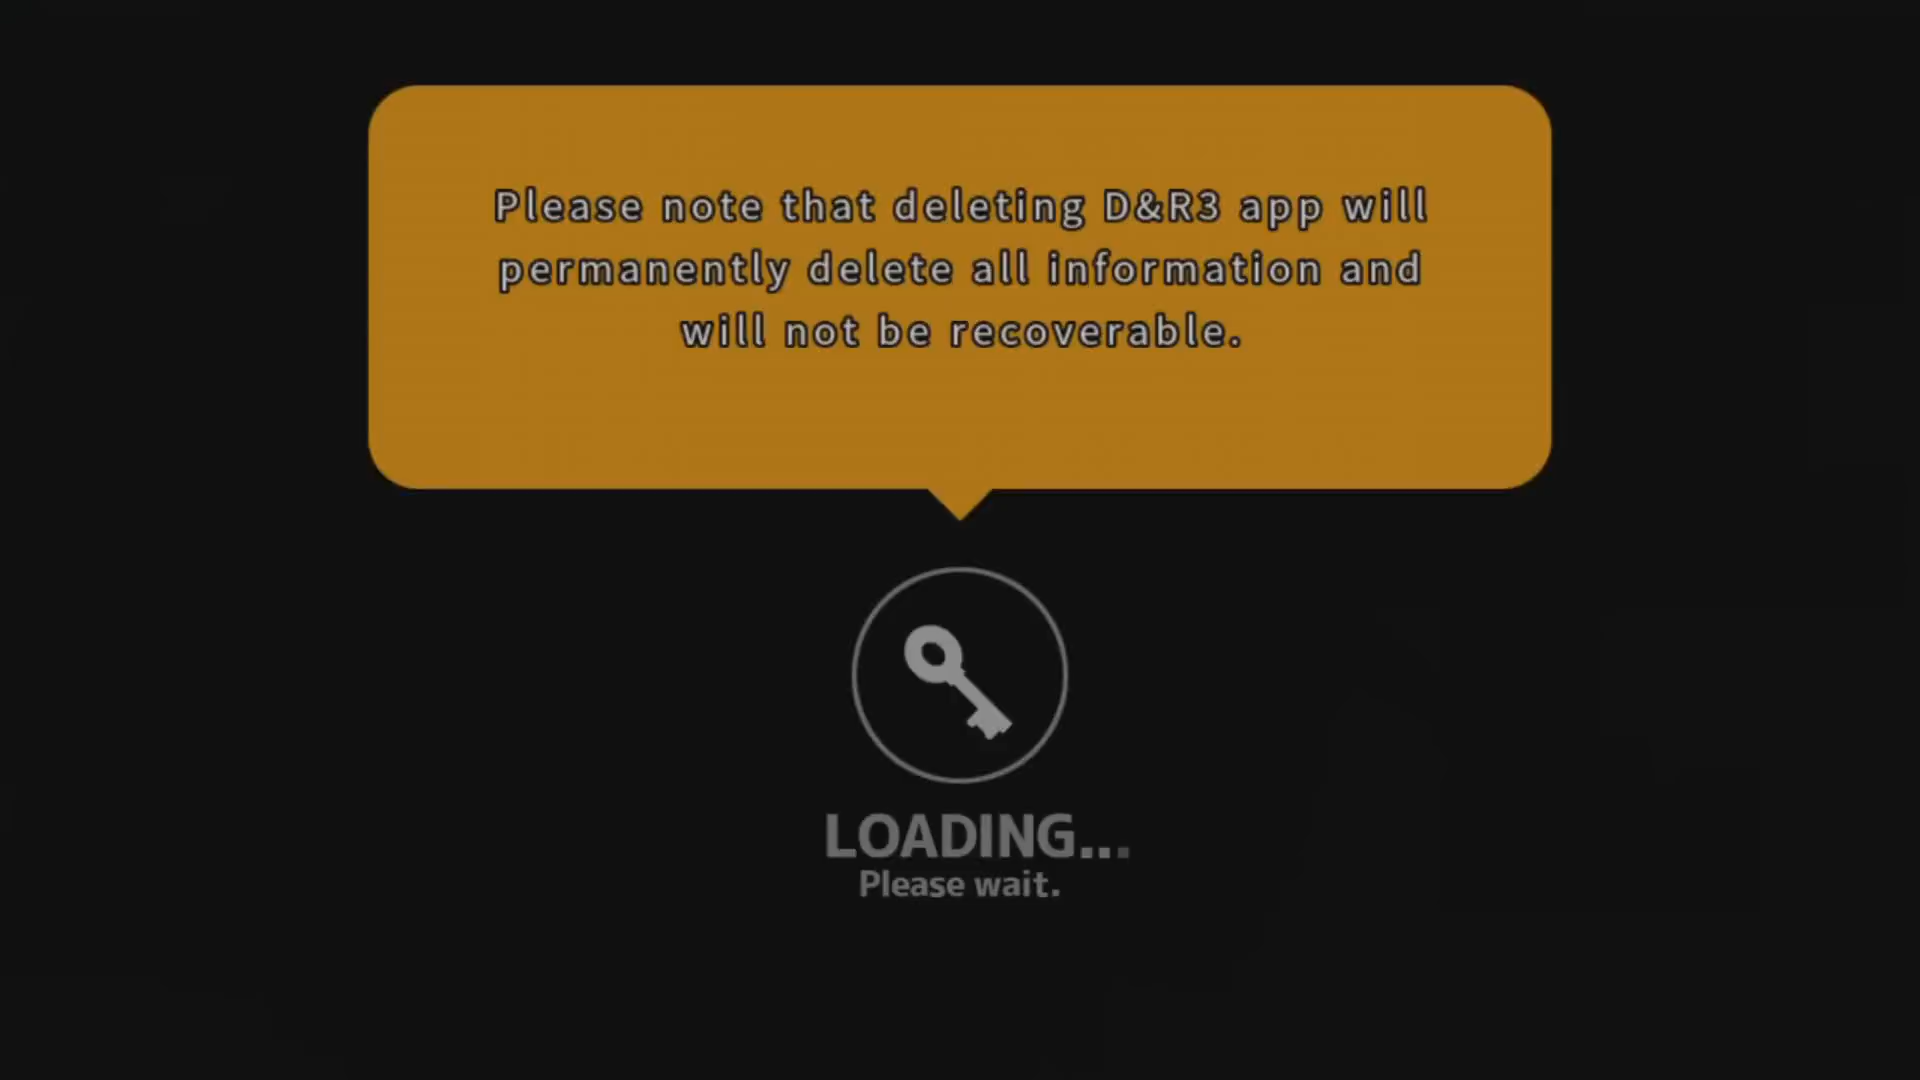 Please note that deleting D&R3 app will
permanently delete all information and
will not be recoverable.
LOADING...
Please wait.